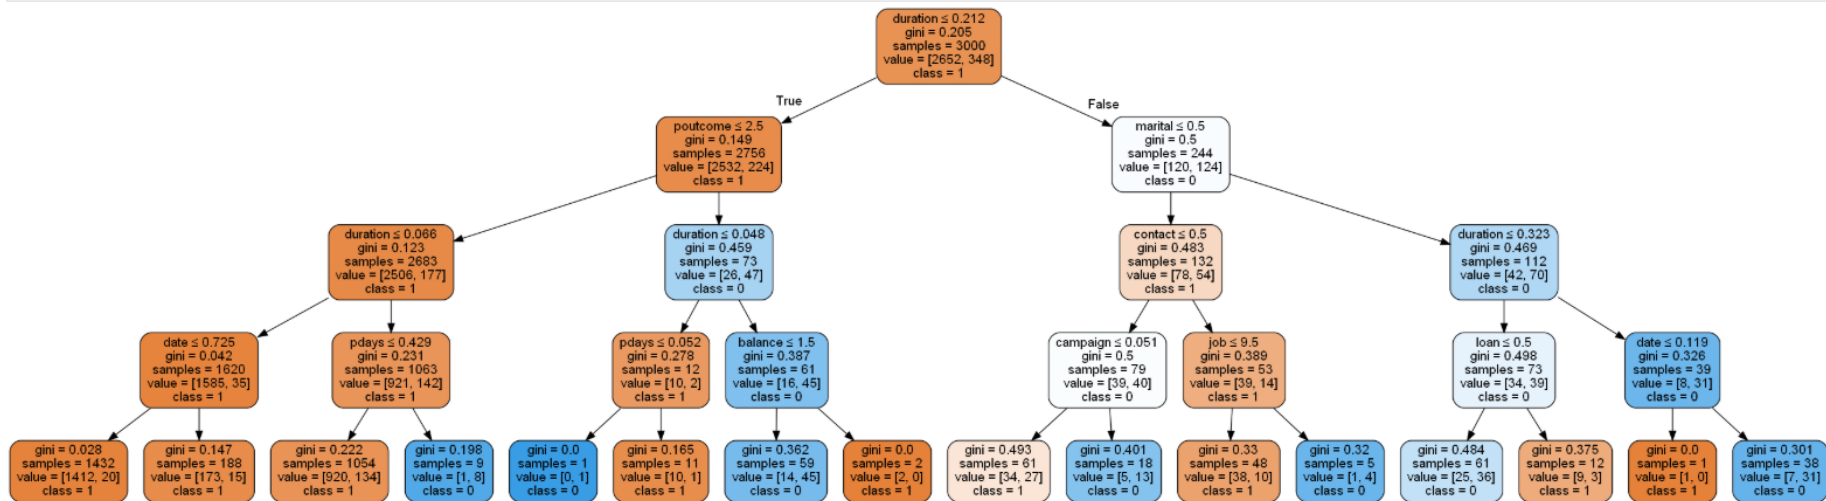 duration ≤ 0.212
gini = 0.205
samples = 3000
value = [2652, 348]
class = 1
True
False
poutcome ≤ 2.5
gini = 0.149
samples = 2756
value = [2532, 224]
class = 1
marital ≤ 0.5
gini = 0.5
samples = 244
value = [120, 124]
class = 0
duration ≤ 0.066
gini = 0.123
samples = 2683
value = [2506, 177]
class = 1
duration ≤ 0.048
gini = 0.459
samples = 73
value = [26, 47]
class = 0
contact ≤ 0.5
gini = 0.483
samples = 132
value = [78, 54]
class = 1
duration ≤ 0.323
gini = 0.469
samples = 112
value = [42, 70]
class = 0
date ≤ 0.725
gini = 0.042
samples = 1620
value = [1585, 35]
class = 1
pdays ≤ 0.429
gini = 0.231
samples = 1063
value = [921, 142]
class = 1
pdays ≤ 0.052
gini = 0.278
samples = 12
value = [10, 2]
class = 1
balance ≤ 1.5
gini = 0.387
samples = 61
value = [16, 45]
class = 0
campaign ≤ 0.051
gini = 0.5
samples = 79
value = [39, 40]
class = 0
job ≤ 9.5
gini = 0.389
samples = 53
value = [39, 14]
class = 1
loan ≤ 0.5
gini = 0.498
samples = 73
value = [34, 39]
class = 0
date ≤ 0.119
gini = 0.326
samples = 39
value = [8, 31]
class = 0
gini = 0.028
samples = 1432
value = [1412, 20]
class = 1
gini = 0.147
samples = 188
value = [173, 15]
class = 1
gini = 0.222
samples = 1054
value = [920, 134]
class = 1
gini = 0.198
samples = 9
value = [1, 8]
class = 0
gini = 0.0
samples = 1
value = [0, 1]
class = 0
gini = 0.165
samples = 11
value = [10, 1]
class = 1
gini = 0.362
samples = 59
value = [14, 45]
class = 0
gini = 0.0
samples = 2
value = [2, 0]
class = 1
gini = 0.493
samples = 61
value = [34, 27]
class = 1
gini = 0.401
samples = 18
value = [5, 13]
class = 0
gini = 0.33
samples = 48
value = [38, 10]
class = 1
gini = 0.32
samples = 5
value = [1, 4]
class = 0
gini = 0.484
samples = 61
value = [25, 36]
class = 0
gini = 0.375
samples = 12
value = [9, 3]
class = 1
gini = 0.0
samples = 1
value = [1, 0]
class = 1
gini = 0.301
samples = 38
value = [7, 31]
class = 0